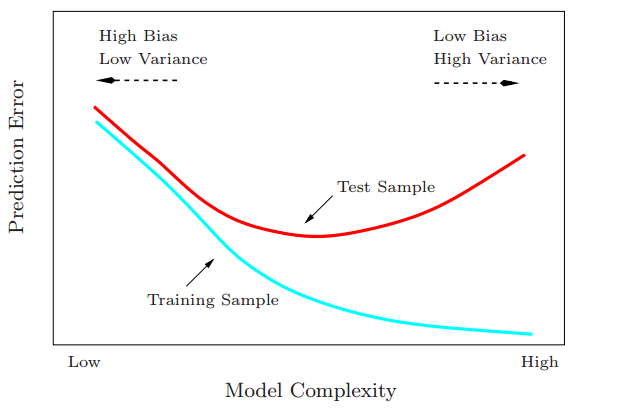 High Bias
Low Variance
Low Bias
High Variance
Prediction Error
Test Sample
Training Sample
Low
High
Model Complexity